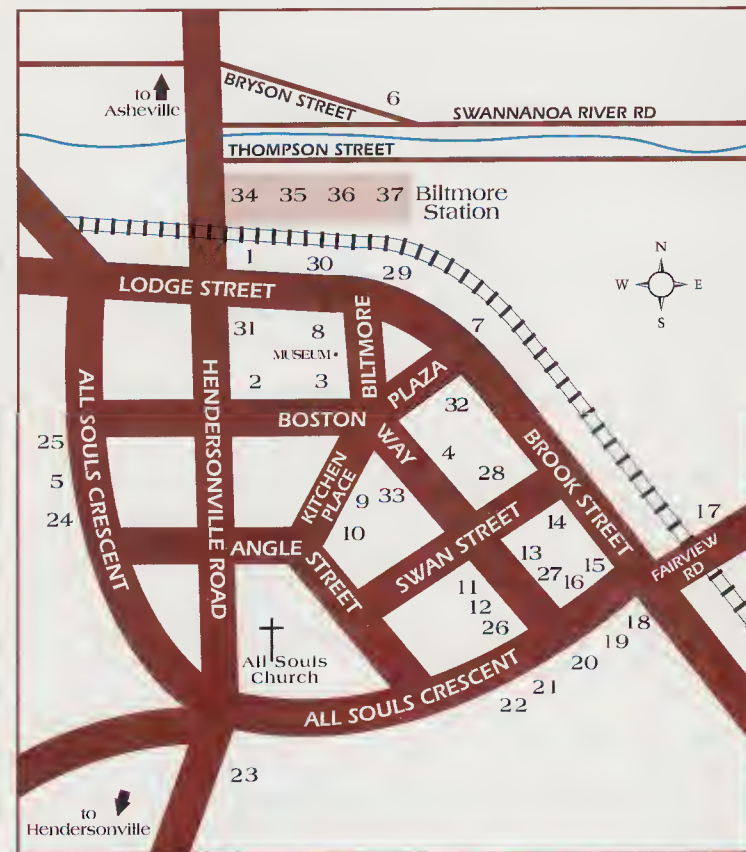 to
Asheville
BRYSON STREET
6
SWANNANOA RIVER RD
THOMPSON STREET
34 35 36 37 Biltmore
Station
1
30
29
LODGE STREET
N
W E
S
7
31
8
MUSEUM
BILTMORE
2
3
PLAZA
32
BOSTON
WAY
ALL SOULS CRESCENT
HENDERSONVILLE ROAD
25
5
24
4
28
BROOK STREET
KITCHEN
PLACE
9
33
10
17
14
SWAN STREET
13
27
16
15
FAIRVIEW
RD
ANGLE
STREET
11
12
26
18
19
20
21
22
All Souls
Church
ALL SOULS CRESCENT
23
to
Hendersonville